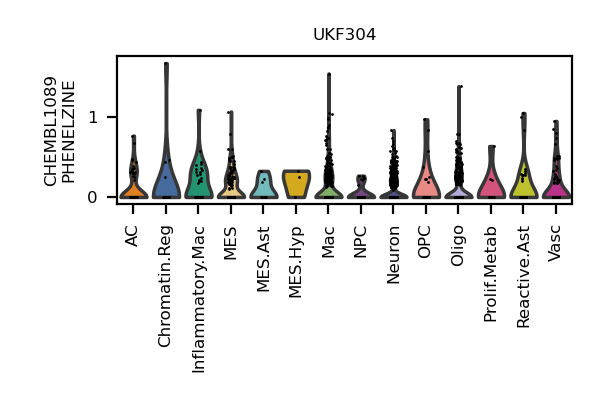 UKF304
CHEMBL1089
PHENELZINE
1
0
AC
Chromatin.Reg
Inflammatory.Mac
MES
MES.Ast
MES.Hyp
Mac
NPC
Neuron
OPC
Oligo
Prolif.Metab
Reactive.Ast
Vasc